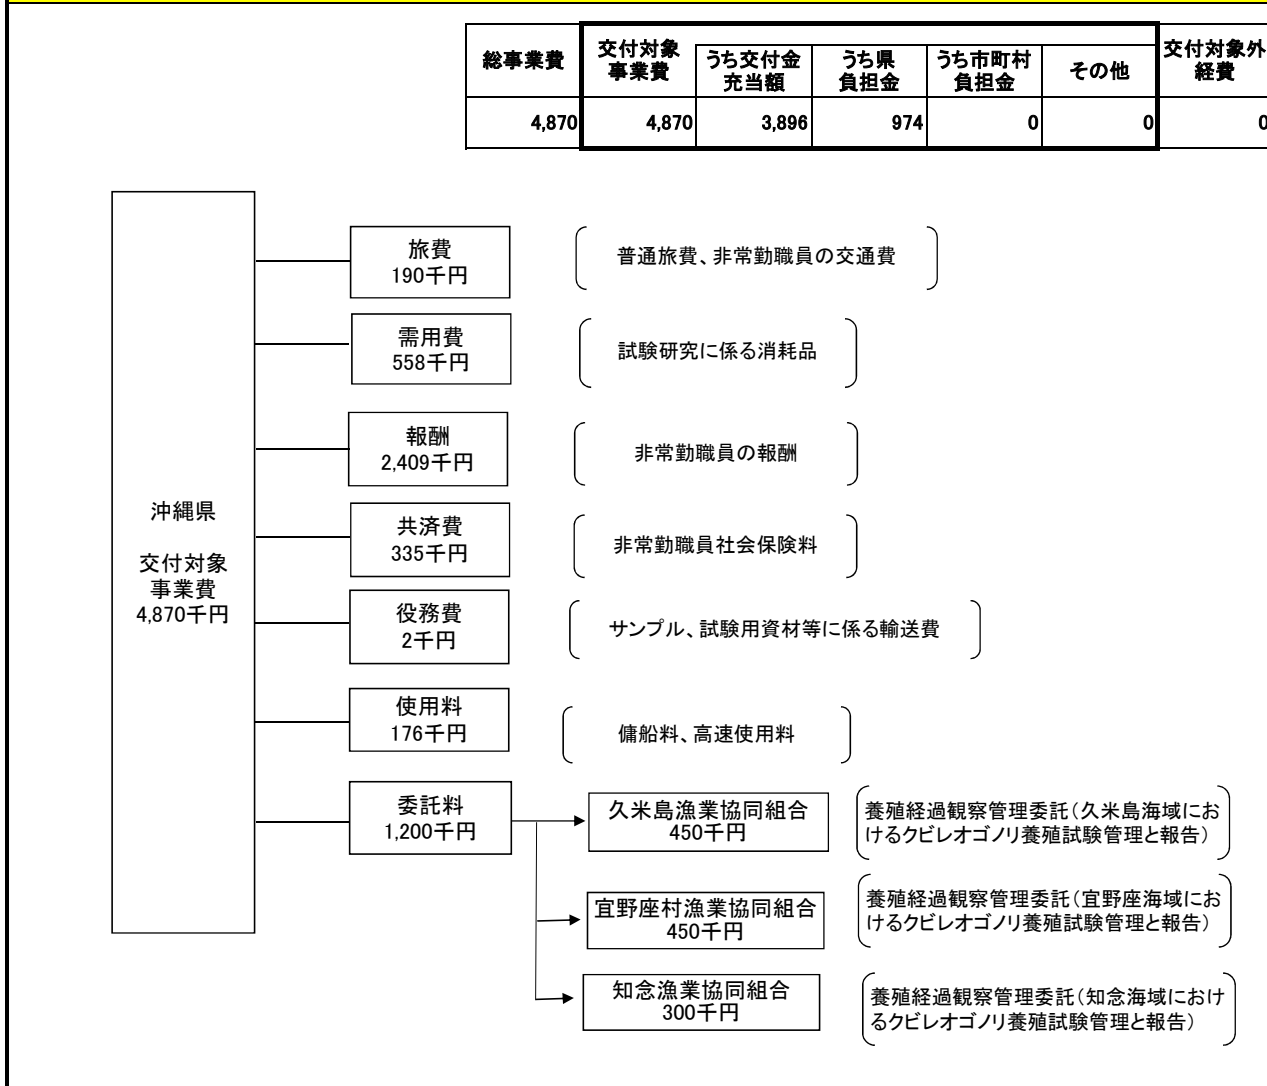 総事業費
交付対象
事業費
うち交付金
充当額
うち県
負担金
うち市町村
負担金
その他
交付対象外
経費
4,870
4,870
3,896
974
0
0
0
沖縄県
交付対象
事業費
4,870千円
旅費
190千円
普通旅費、非常勤職員の交通費
需用費
558千円
試験研究に係る消耗品
報酬
2,409千円
非常勤職員の報酬
共済費
335千円
非常勤職員社会保険料
役務費
2千円
サンプル、試験用資材等に係る輸送費
使用料
176千円
傭船料、高速使用料
委託料
1,200千円
久米島漁業協同組合
450千円
養殖経過観察管理委託(久米島海域にお
けるクビレオゴノリ養殖試験管理と報告)
宜野座村漁業協同組合
450千円
養殖経過観察管理委託(宜野座海域にお
けるクビレオゴノリ養殖試験管理と報告)
知念漁業協同組合
300千円
養殖経過観察管理委託(知念海域におけ
るクビレオゴノリ養殖試験管理と報告)